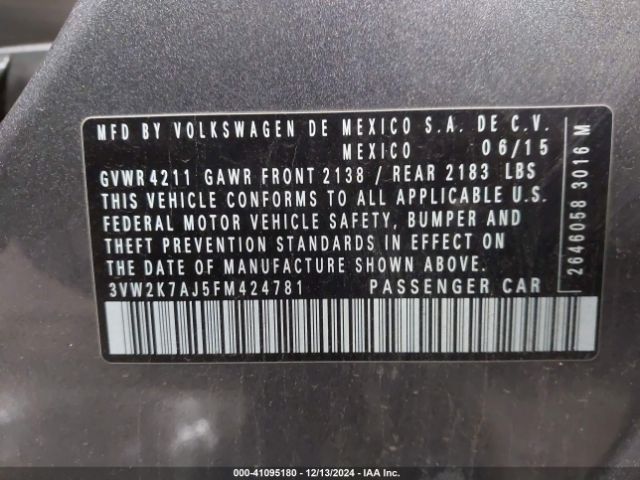 MFD BY VOLKSWAGEN DE MEXICO S.A. DE C.V.
MEXICO 06/15
GVWR 4211 GAWR FRONT 2138 / REAR 2183 LBS
THIS VEHICLE CONFORMS TO ALL APPLICABLE U.S.
FEDERAL MOTOR VEHICLE SAFETY, BUMPER AND
THEFT PREVENTION STANDARDS IN EFFECT ON
THE DATE OF MANUFACTURE SHOWN ABOVE.
3VW2K7AJ5FM424781 PASSENGER CAR
2646058 3016 M
000-41095180 - 12/13/2024 - IAA Inc.